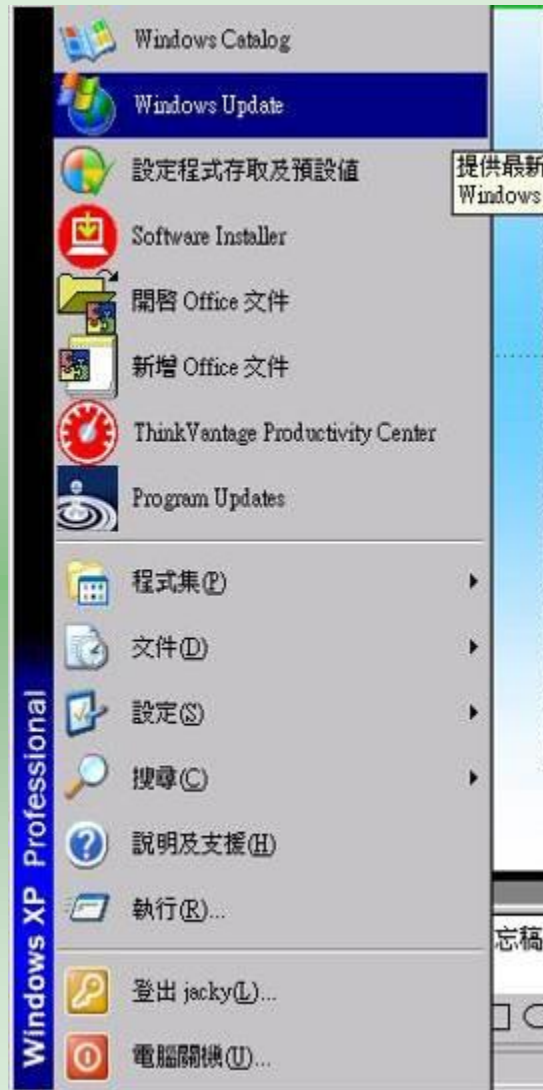 Windows Catalog
Windows Update
設定程式存取及預設值
提供最新
Windows
Software Installer
開啓 Office 文件
新增 Office 文件
ThinkVantage Productivity Center
Program Updates
程式集(P)
文件(D)
設定(S)
搜尋(C)
說明及支援(H)
執行(R)...
忘稿
登出 jacky(L)...
電腦關機(U)...
Windows XP Professional